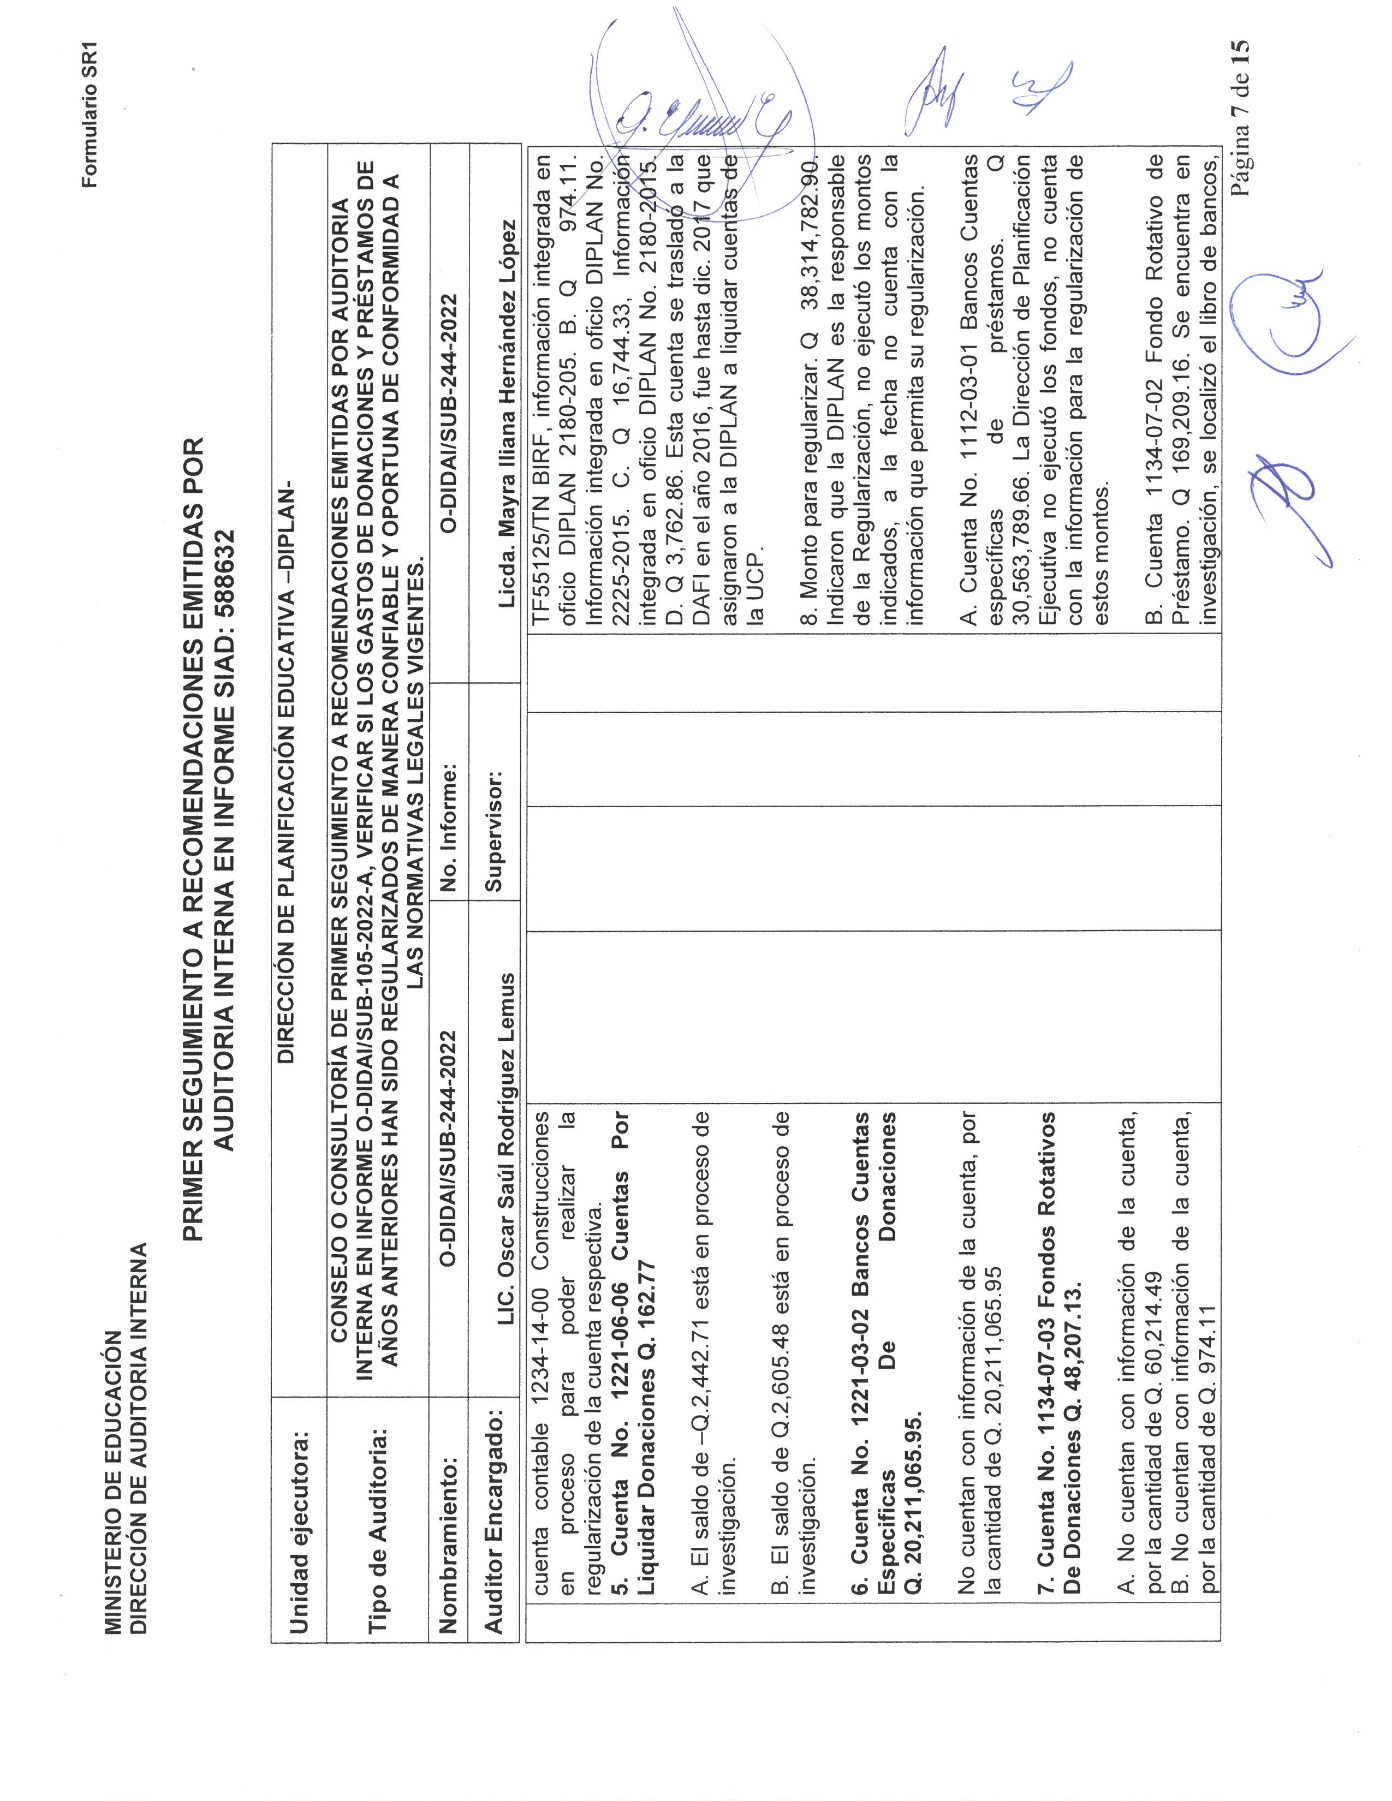 Formulario SR1
MINISTERIO DE EDUCACIÓN
DIRECCIÓN DE AUDITORIA INTERNA
PRIMER SEGUIMIENTO A RECOMENDACIONES EMITIDAS POR
AUDITORIA INTERNA EN INFORME SIAD: 588632
Unidad ejecutora:
DIRECCIÓN DE PLANIFICACIÓN EDUCATIVA –DIPLAN-
Tipo de Auditoria:
CONSEJO O CONSULTORÍA DE PRIMER SEGUIMIENTO A RECOMENDACIONES EMITIDAS POR AUDITORIA
INTERNA EN INFORME O-DIDAI/SUB-105-2022-A, VERIFICAR SI LOS GASTOS DE DONACIONES Y PRÉSTAMOS DE
AÑOS ANTERIORES HAN SIDO REGULARIZADOS DE MANERA CONFIABLE Y OPORTUNA DE CONFORMIDAD A
LAS NORMATIVAS LEGALES VIGENTES.
Nombramiento:
O-DIDAI/SUB-244-2022
No. Informe:
O-DIDAI/SUB-244-2022
Auditor Encargado:
LIC. Oscar Saúl Rodríguez Lemus
Supervisor:
Licda. Mayra Iliana Hernández López
cuenta contable 1234-14-00 Construcciones
en proceso para poder realizar la
regularización de la cuenta respectiva.
5. Cuenta No. 1221-06-06 Cuentas Por
Liquidar Donaciones Q. 162.77
A. El saldo de –Q.2,442.71 está en proceso de
investigación.
B. El saldo de Q.2,605.48 está en proceso de
investigación.
6. Cuenta No. 1221-03-02 Bancos Cuentas
Especificas De Donaciones
Q. 20,211,065.95.
No cuentan con información de la cuenta, por
la cantidad de Q. 20,211,065.95
7. Cuenta No. 1134-07-03 Fondos Rotativos
De Donaciones Q. 48,207.13.
A. No cuentan con información de la cuenta,
por la cantidad de Q. 60,214.49
B. No cuentan con información de la cuenta,
por la cantidad de Q. 974.11
TF55125/TN BIRF, información integrada en
oficio DIPLAN 2180-205. B. Q 974.11.
Información integrada en oficio DIPLAN No.
2225-2015. C. Q 16,744.33, Información
integrada en oficio DIPLAN No. 2180-2015.
D. Q 3,762.86. Esta cuenta se traslado a la
DAFI en el año 2016, fue hasta dic. 2017 que
asignaron a la DIPLAN a liquidar cuentas de
la UCP.
8. Monto para regularizar. Q 38,314,782.90.
Indicaron que la DIPLAN es la responsable
de la Regularización, no ejecutó los montos
indicados, a la fecha no cuenta con la
información que permita su regularización.
A. Cuenta No. 1112-03-01 Bancos Cuentas
específicas de préstamos. Q
30,563,789.66. La Dirección de Planificación
Ejecutiva no ejecutó los fondos, no cuenta
con la información para la regularización de
estos montos.
B. Cuenta 1134-07-02 Fondo Rotativo de
Préstamo. Q 169,209.16. Se encuentra en
investigación, se localizó el libro de bancos,
Página 7 de 15